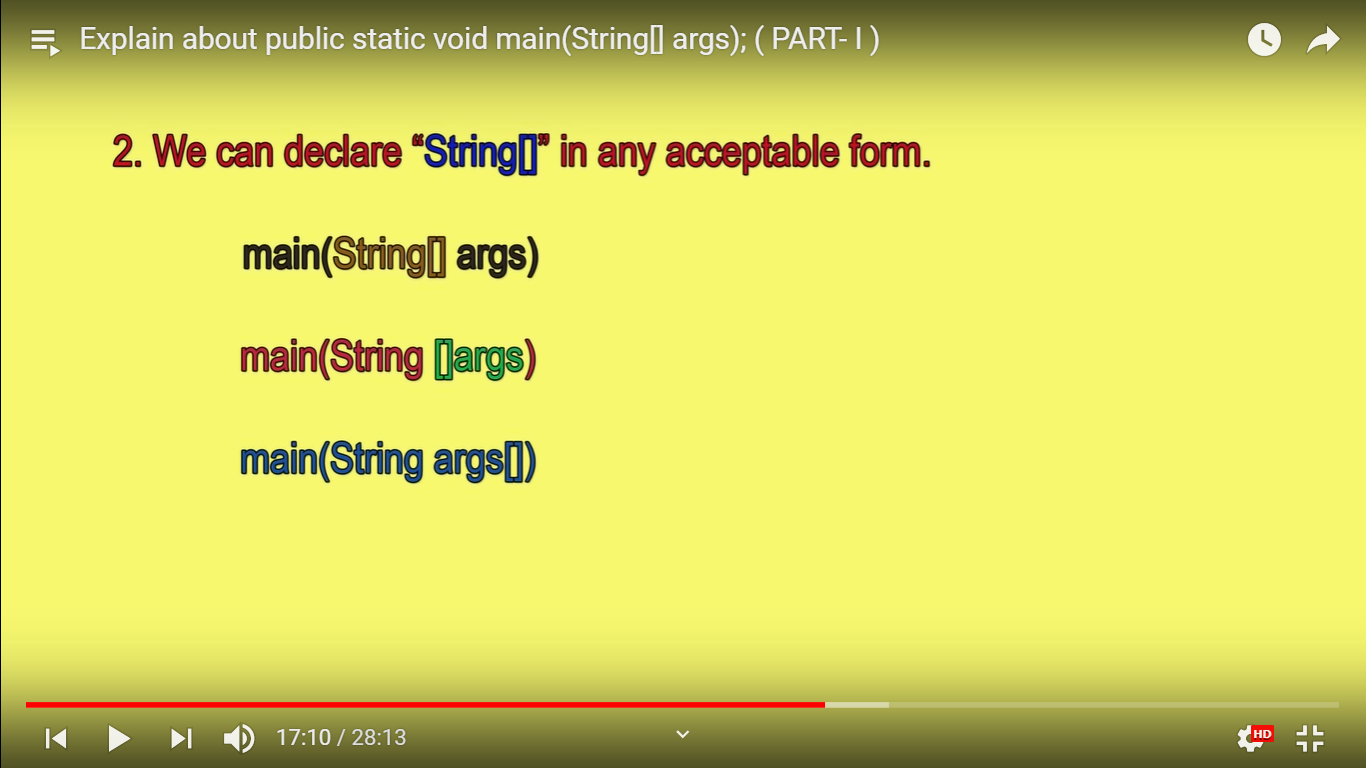 Explain about public static void main(String[] args); ( PART- I )
2. We can declare “String[]” in any acceptable form.
main(String[] args)
main(String []args)
main(String args[])
17:10 / 28:13
HD